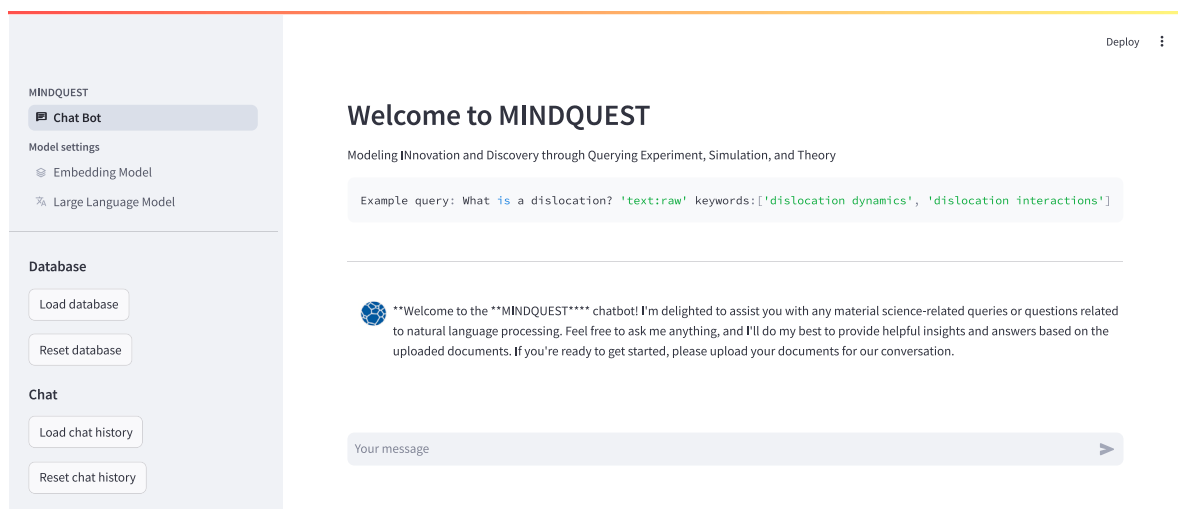 Deploy
MINDQUEST
Chat Bot
Model settings
Embedding Model
Large Language Model
Database
Load database
Reset database
Chat
Load chat history
Reset chat history
Welcome to MINDQUEST
Modeling INnovation and Discovery through Querying Experiment, Simulation, and Theory
Example query: What is a dislocation? 'text:raw' keywords:['dislocation dynamics', 'dislocation interactions']
**Welcome to the **MINDQUEST**** chatbot! I'm delighted to assist you with any material science-related queries or questions related
to natural language processing. Feel free to ask me anything, and I'll do my best to provide helpful insights and answers based on the
uploaded documents. If you're ready to get started, please upload your documents for our conversation.
Your message